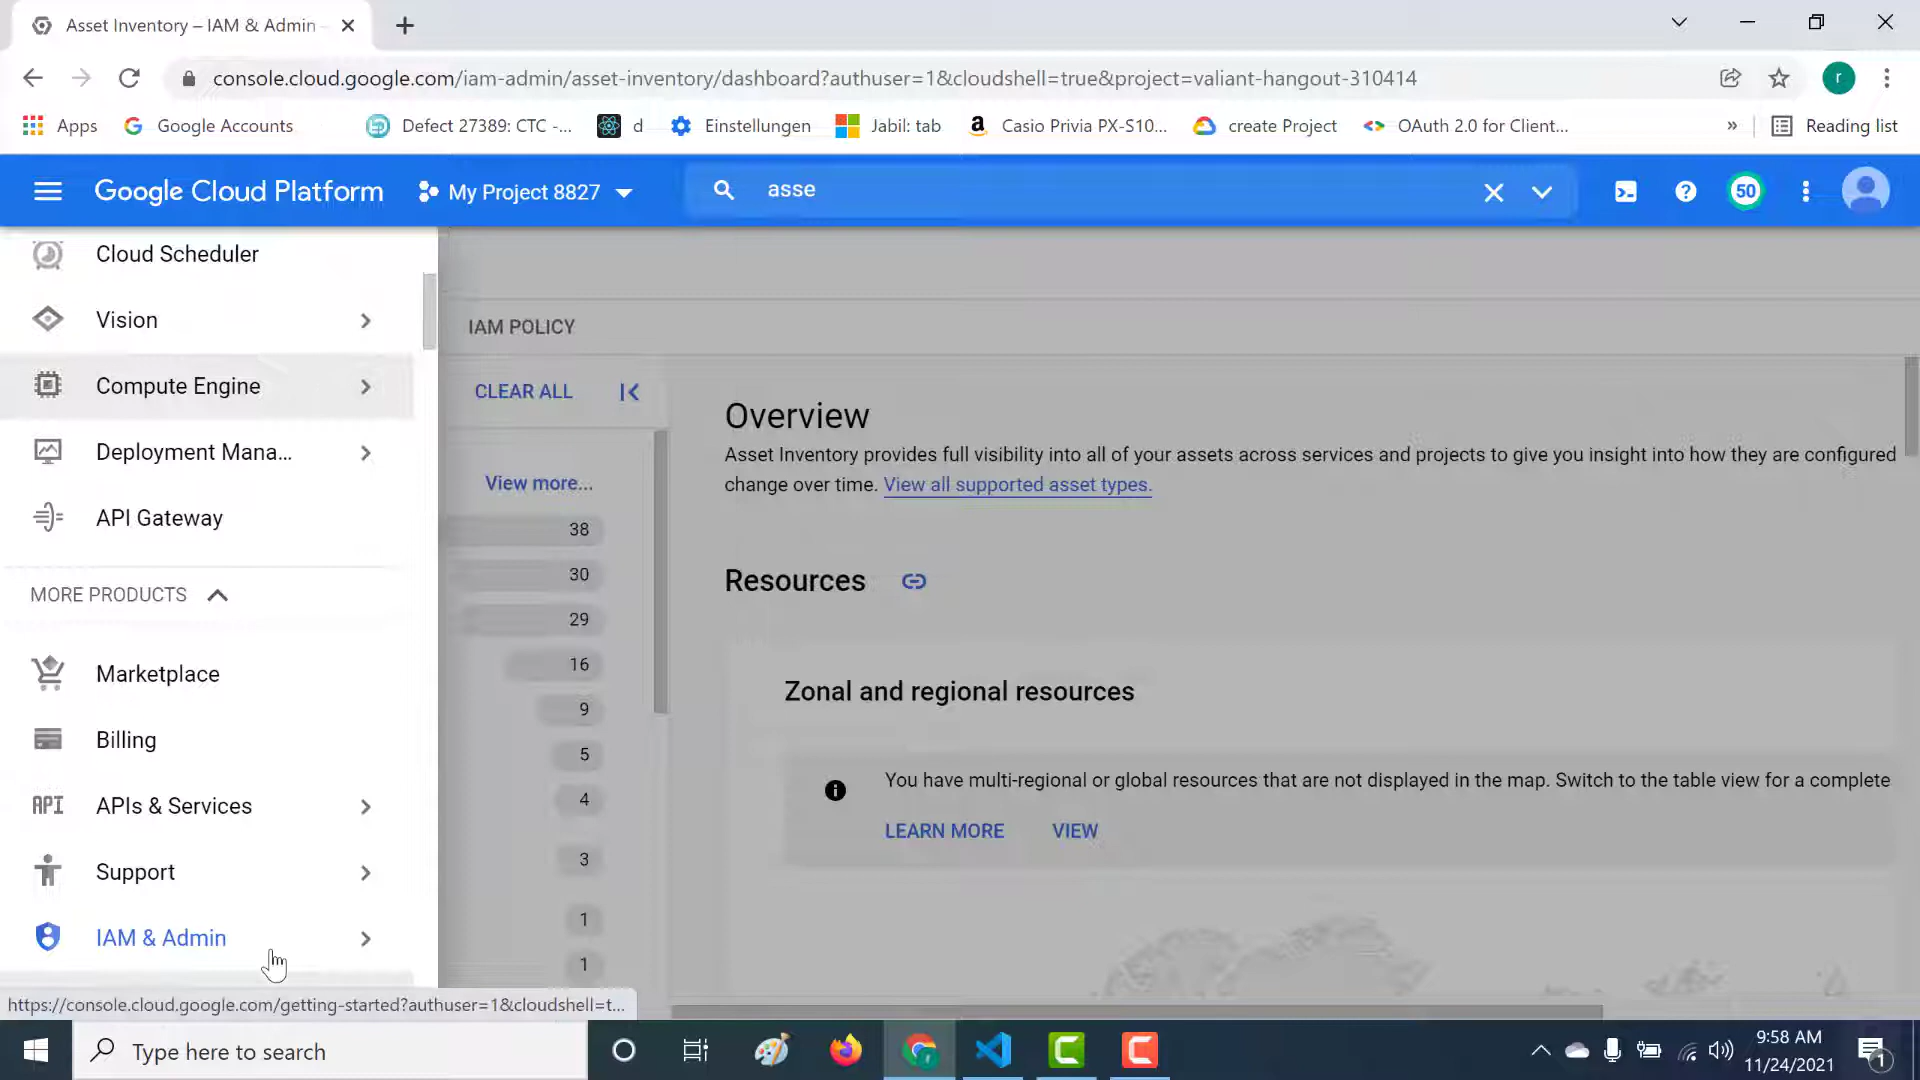 Asset Inventory – IAM & Admin
console.cloud.google.com/iam-admin/asset-inventory/dashboard?authuser=1&cloudshell=true&project=valiant-hangout-310414
r
Apps
Google Accounts
Defect 27389: CTC -...
d
Einstellungen
Jabil: tab
Casio Privia PX-S10...
create Project
OAuth 2.0 for Client...
»
Reading list
Google Cloud Platform
My Project 8827
asse
50
Cloud Scheduler
Vision
Compute Engine
Deployment Mana...
API Gateway
MORE PRODUCTS
Marketplace
Billing
API APIs & Services
Support
IAM & Admin
https://console.cloud.google.com/getting-started?authuser=1&cloudshell=t...
IAM POLICY
CLEAR ALL
View more...
38
30
29
16
9
5
4
3
1
1
Overview
Asset Inventory provides full visibility into all of your assets across services and projects to give you insight into how they are configured
change over time. View all supported asset types.
Resources
Zonal and regional resources
You have multi-regional or global resources that are not displayed in the map. Switch to the table view for a complete
LEARN MORE
VIEW
Type here to search
9:58 AM
11/24/2021
1